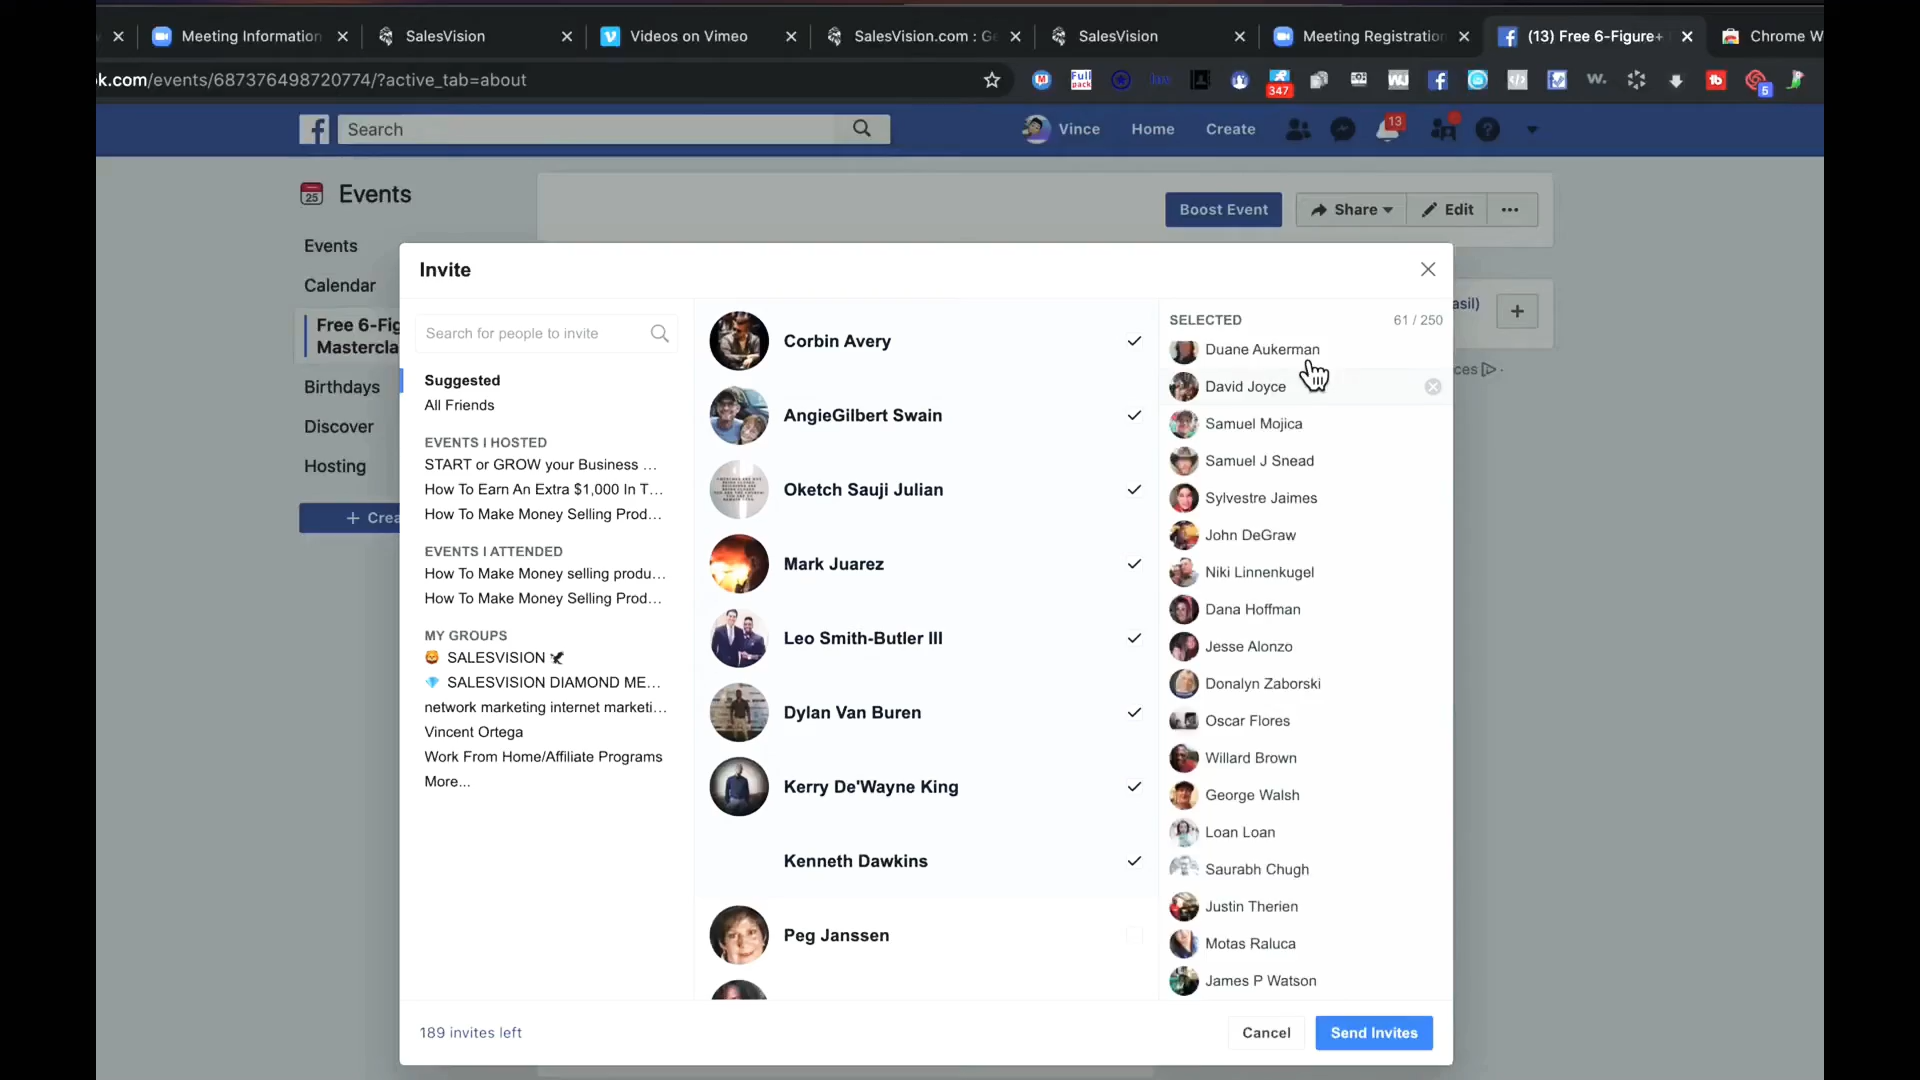 Meeting Information
SalesVision
Videos on Vimeo
SalesVision.com : G
SalesVision
Meeting Registration
(13) Free 6-Figure+
Chrome W
k.com/events/687376498720774/?active_tab=about
Full pack
347
5
Search
Vince
Home
Create
13
25
Events
Boost Event
Share
Edit
Events
Calendar
Free 6-Fig
Mastercla
Birthdays
Discover
Hosting
+ Crea
asil)
ces
Invite
Search for people to invite
Suggested
All Friends
EVENTS I HOSTED
START or GROW your Business ...
How To Earn An Extra $1,000 In T...
How To Make Money Selling Prod...
EVENTS I ATTENDED
How To Make Money selling produ...
How To Make Money Selling Prod...
MY GROUPS
SALESVISION
SALESVISION DIAMOND ME...
network marketing internet marketi...
Vincent Ortega
Work From Home/Affiliate Programs
More...
Corbin Avery
AngieGilbert Swain
Oketch Sauji Julian
Mark Juarez
Leo Smith-Butler III
Dylan Van Buren
Kerry De'Wayne King
Kenneth Dawkins
Peg Janssen
SELECTED 61 / 250
Duane Aukerman
David Joyce
Samuel Mojica
Samuel J Snead
Sylvestre Jaimes
John DeGraw
Niki Linnenkugel
Dana Hoffman
Jesse Alonzo
Donalyn Zaborski
Oscar Flores
Willard Brown
George Walsh
Loan Loan
Saurabh Chugh
Justin Therien
Motas Raluca
James P Watson
189 invites left
Cancel
Send Invites